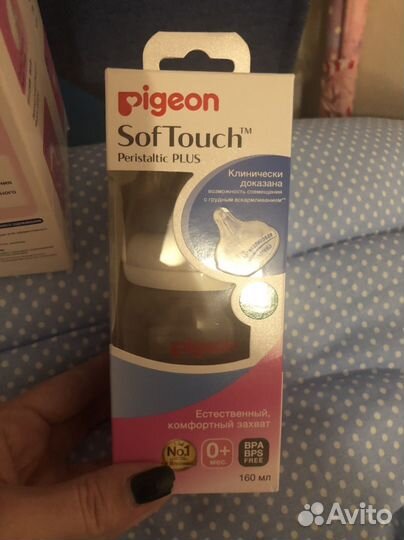 pigeon
SofTouch™
Peristaltic PLUS
Клинически
доказана
возможность совмещения
с грудным вскармливанием**
pigeon
Естественный,
комфортный захват
No.1
0+
мес.
BPA
BPS
FREE
160 мл
Avito